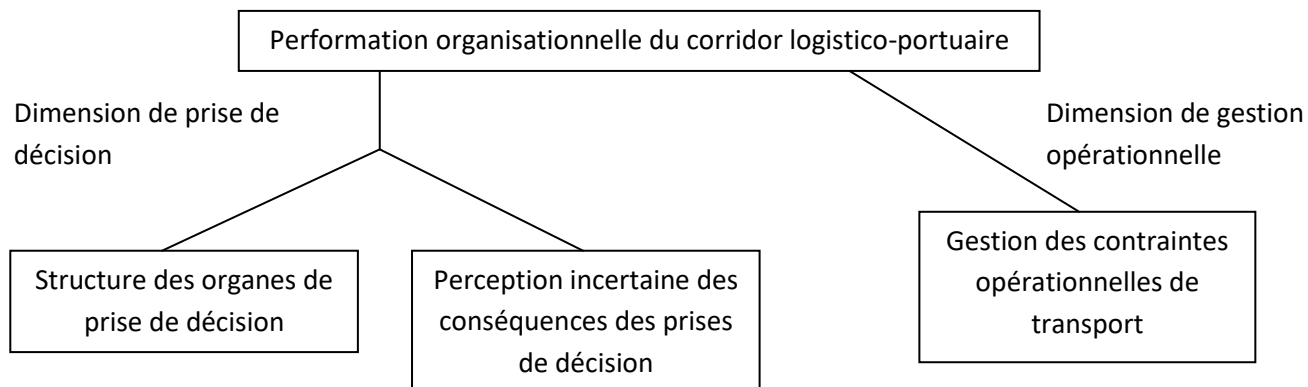 Performation organisationnelle du corridor logistico-portuaire
Dimension de prise de
décision
Dimension de gestion
opérationnelle
Structure des organes de
prise de décision
Perception incertaine des
conséquences des prises
de décision
Gestion des contraintes
opérationnelles de
transport